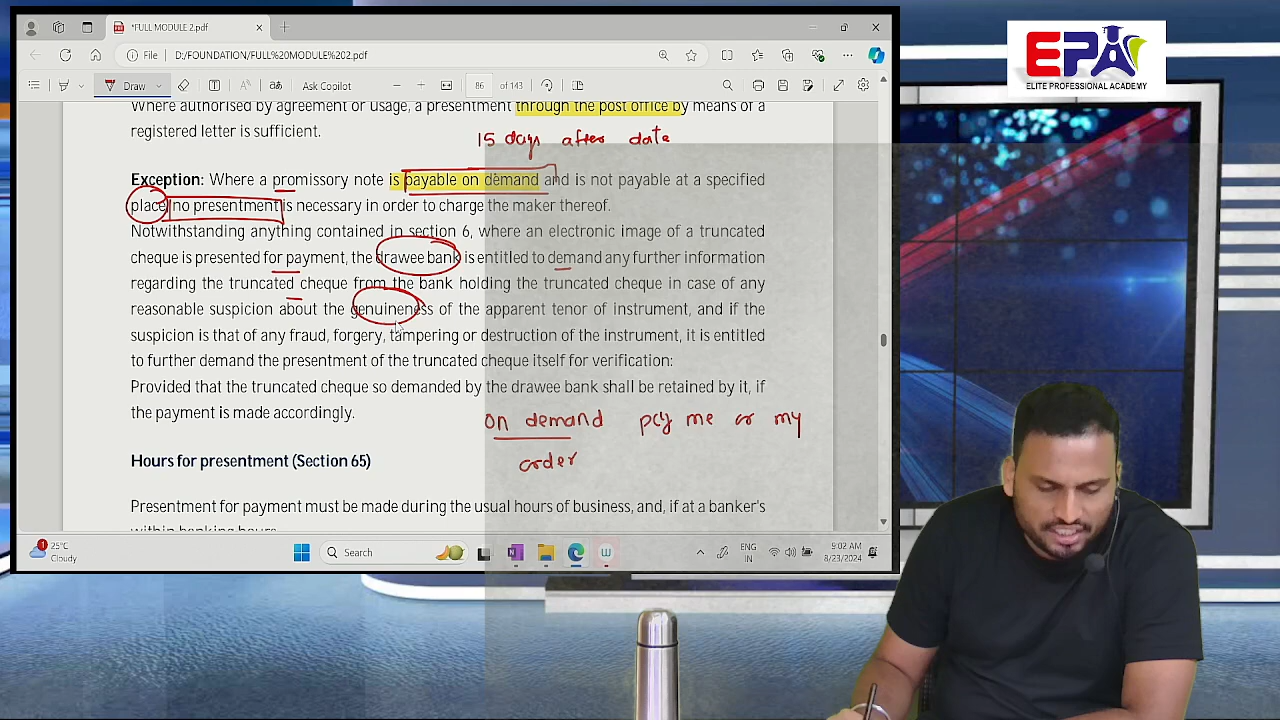 *FULL MODULE 2.pdf
File
D:/FOUNDATION/FULL%20MODULE
Draw
Ask Copilot
86
of 143
Where authorised by agreement or usage, a presentment through the post office by means of a
registered letter is sufficient.
15 days after date
Exception: Where a promissory note is payable on demand and is not payable at a specified
place, no presentment is necessary in order to charge the maker thereof.
Notwithstanding anything contained in section 6, where an electronic image of a truncated
cheque is presented for payment, the drawee bank is entitled to demand any further information
regarding the truncated cheque from the bank holding the truncated cheque in case of any
reasonable suspicion about the genuineness of the apparent tenor of instrument, and if the
suspicion is that of any fraud, forgery, tampering or destruction of the instrument, it is entitled
to further demand the presentment of the truncated cheque itself for verification:
Provided that the truncated cheque so demanded by the drawee bank shall be retained by it, if
the payment is made accordingly.
on demand pay me or my
order
Hours for presentment (Section 65)
Presentment for payment must be made during the usual hours of business, and, if at a banker's
within banking hours.
25°C
Cloudy
Search
ENG
IN
9:02 AM
8/23/2024
EPA
ELITE PROFESSIONAL ACADEMY